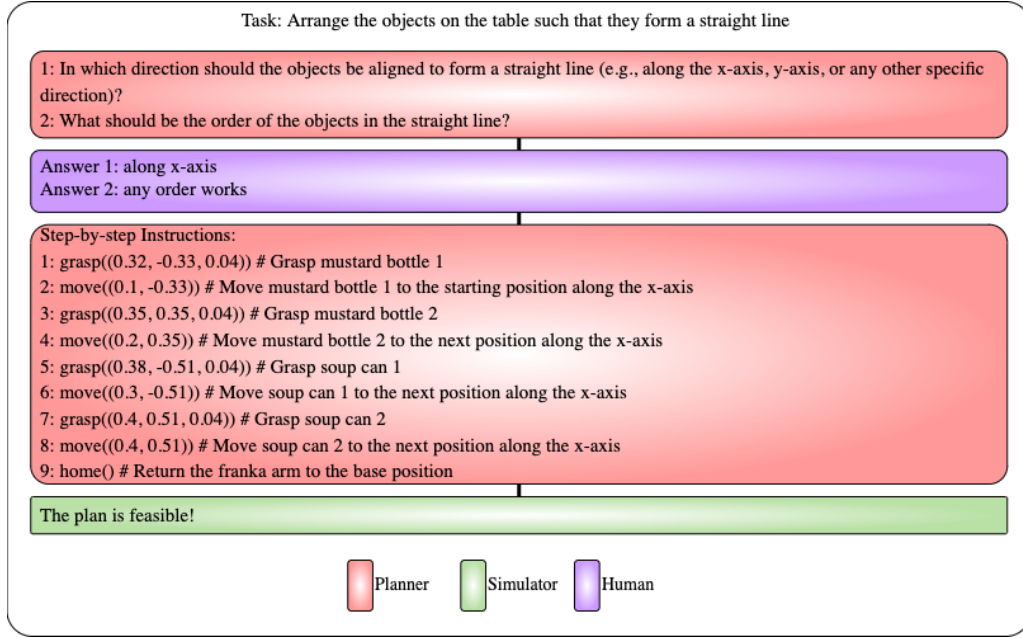 Task: Arrange the objects on the table such that they form a straight line
1: In which direction should the objects be aligned to form a straight line (e.g., along the x-axis, y-axis, or any other specific
direction)?
2: What should be the order of the objects in the straight line?
Answer 1: along x-axis
Answer 2: any order works
Step-by-step Instructions:
1: grasp((0.32, -0.33, 0.04)) # Grasp mustard bottle 1
2: move((0.1, -0.33)) # Move mustard bottle 1 to the starting position along the x-axis
3: grasp((0.35, 0.35, 0.04)) # Grasp mustard bottle 2
4: move((0.2, 0.35)) # Move mustard bottle 2 to the next position along the x-axis
5: grasp((0.38, -0.51, 0.04)) # Grasp soup can 1
6: move((0.3, -0.51)) # Move soup can 1 to the next position along the x-axis
7: grasp((0.4, 0.51, 0.04)) # Grasp soup can 2
8: move((0.4, 0.51)) # Move soup can 2 to the next position along the x-axis
9: home() # Return the franka arm to the base position
The plan is feasible!
Planner Simulator Human